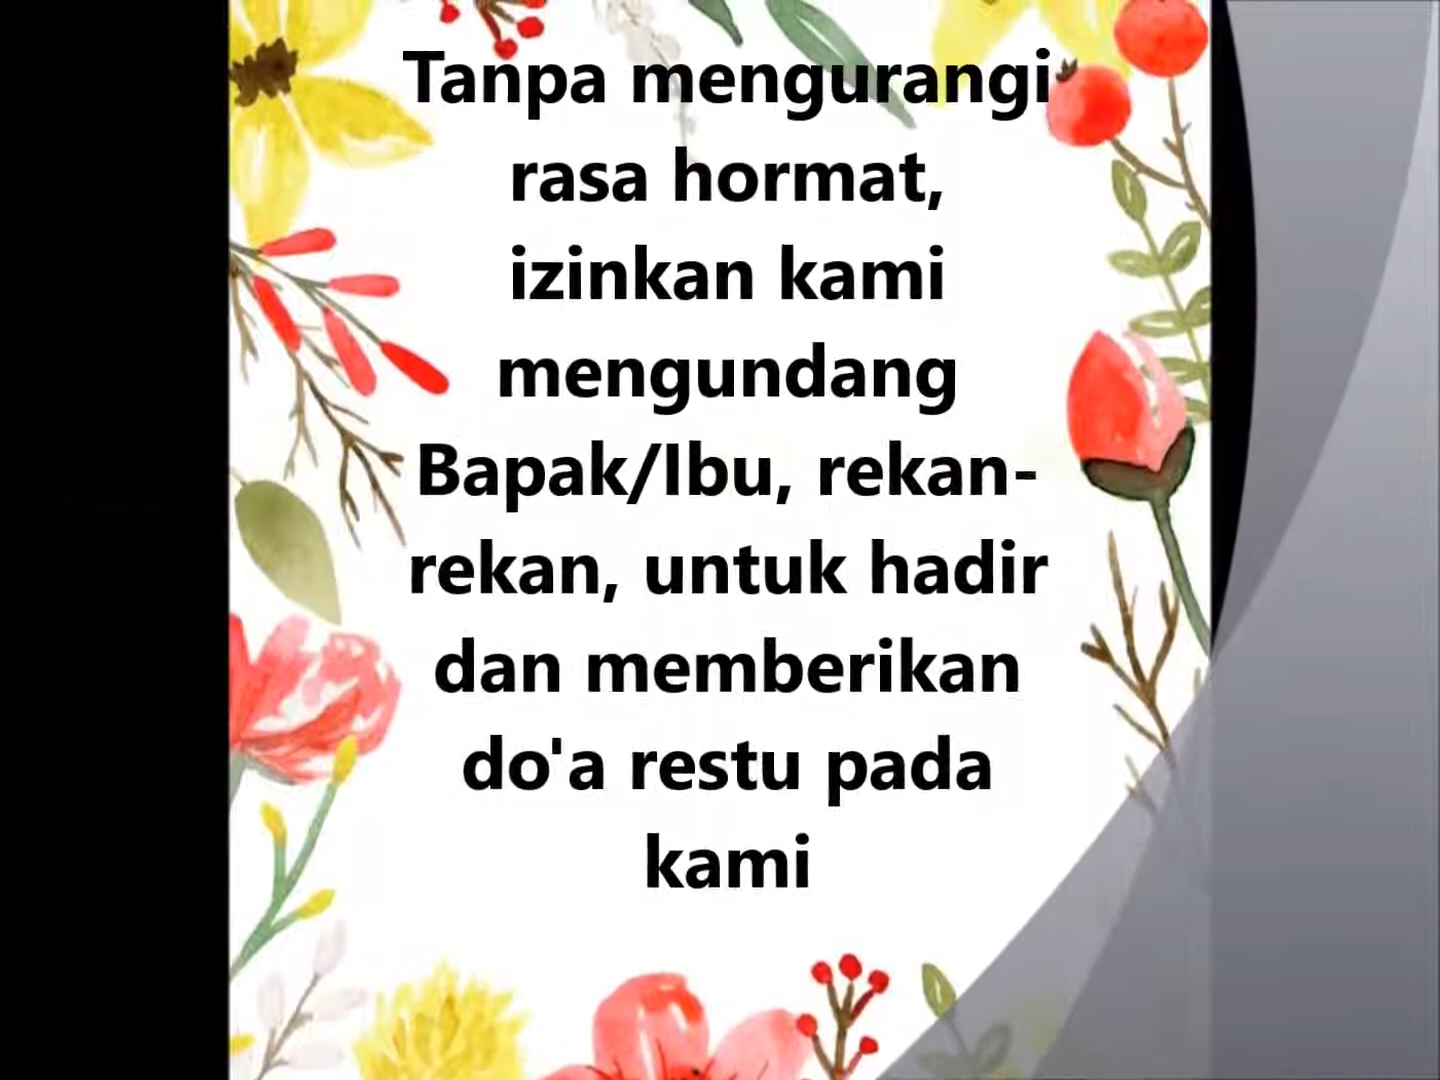 Tanpa mengurangi
rasa hormat,
izinkan kami
mengundang
Bapak/Ibu, rekan-
rekan, untuk hadir
dan memberikan
do'a restu pada
kami